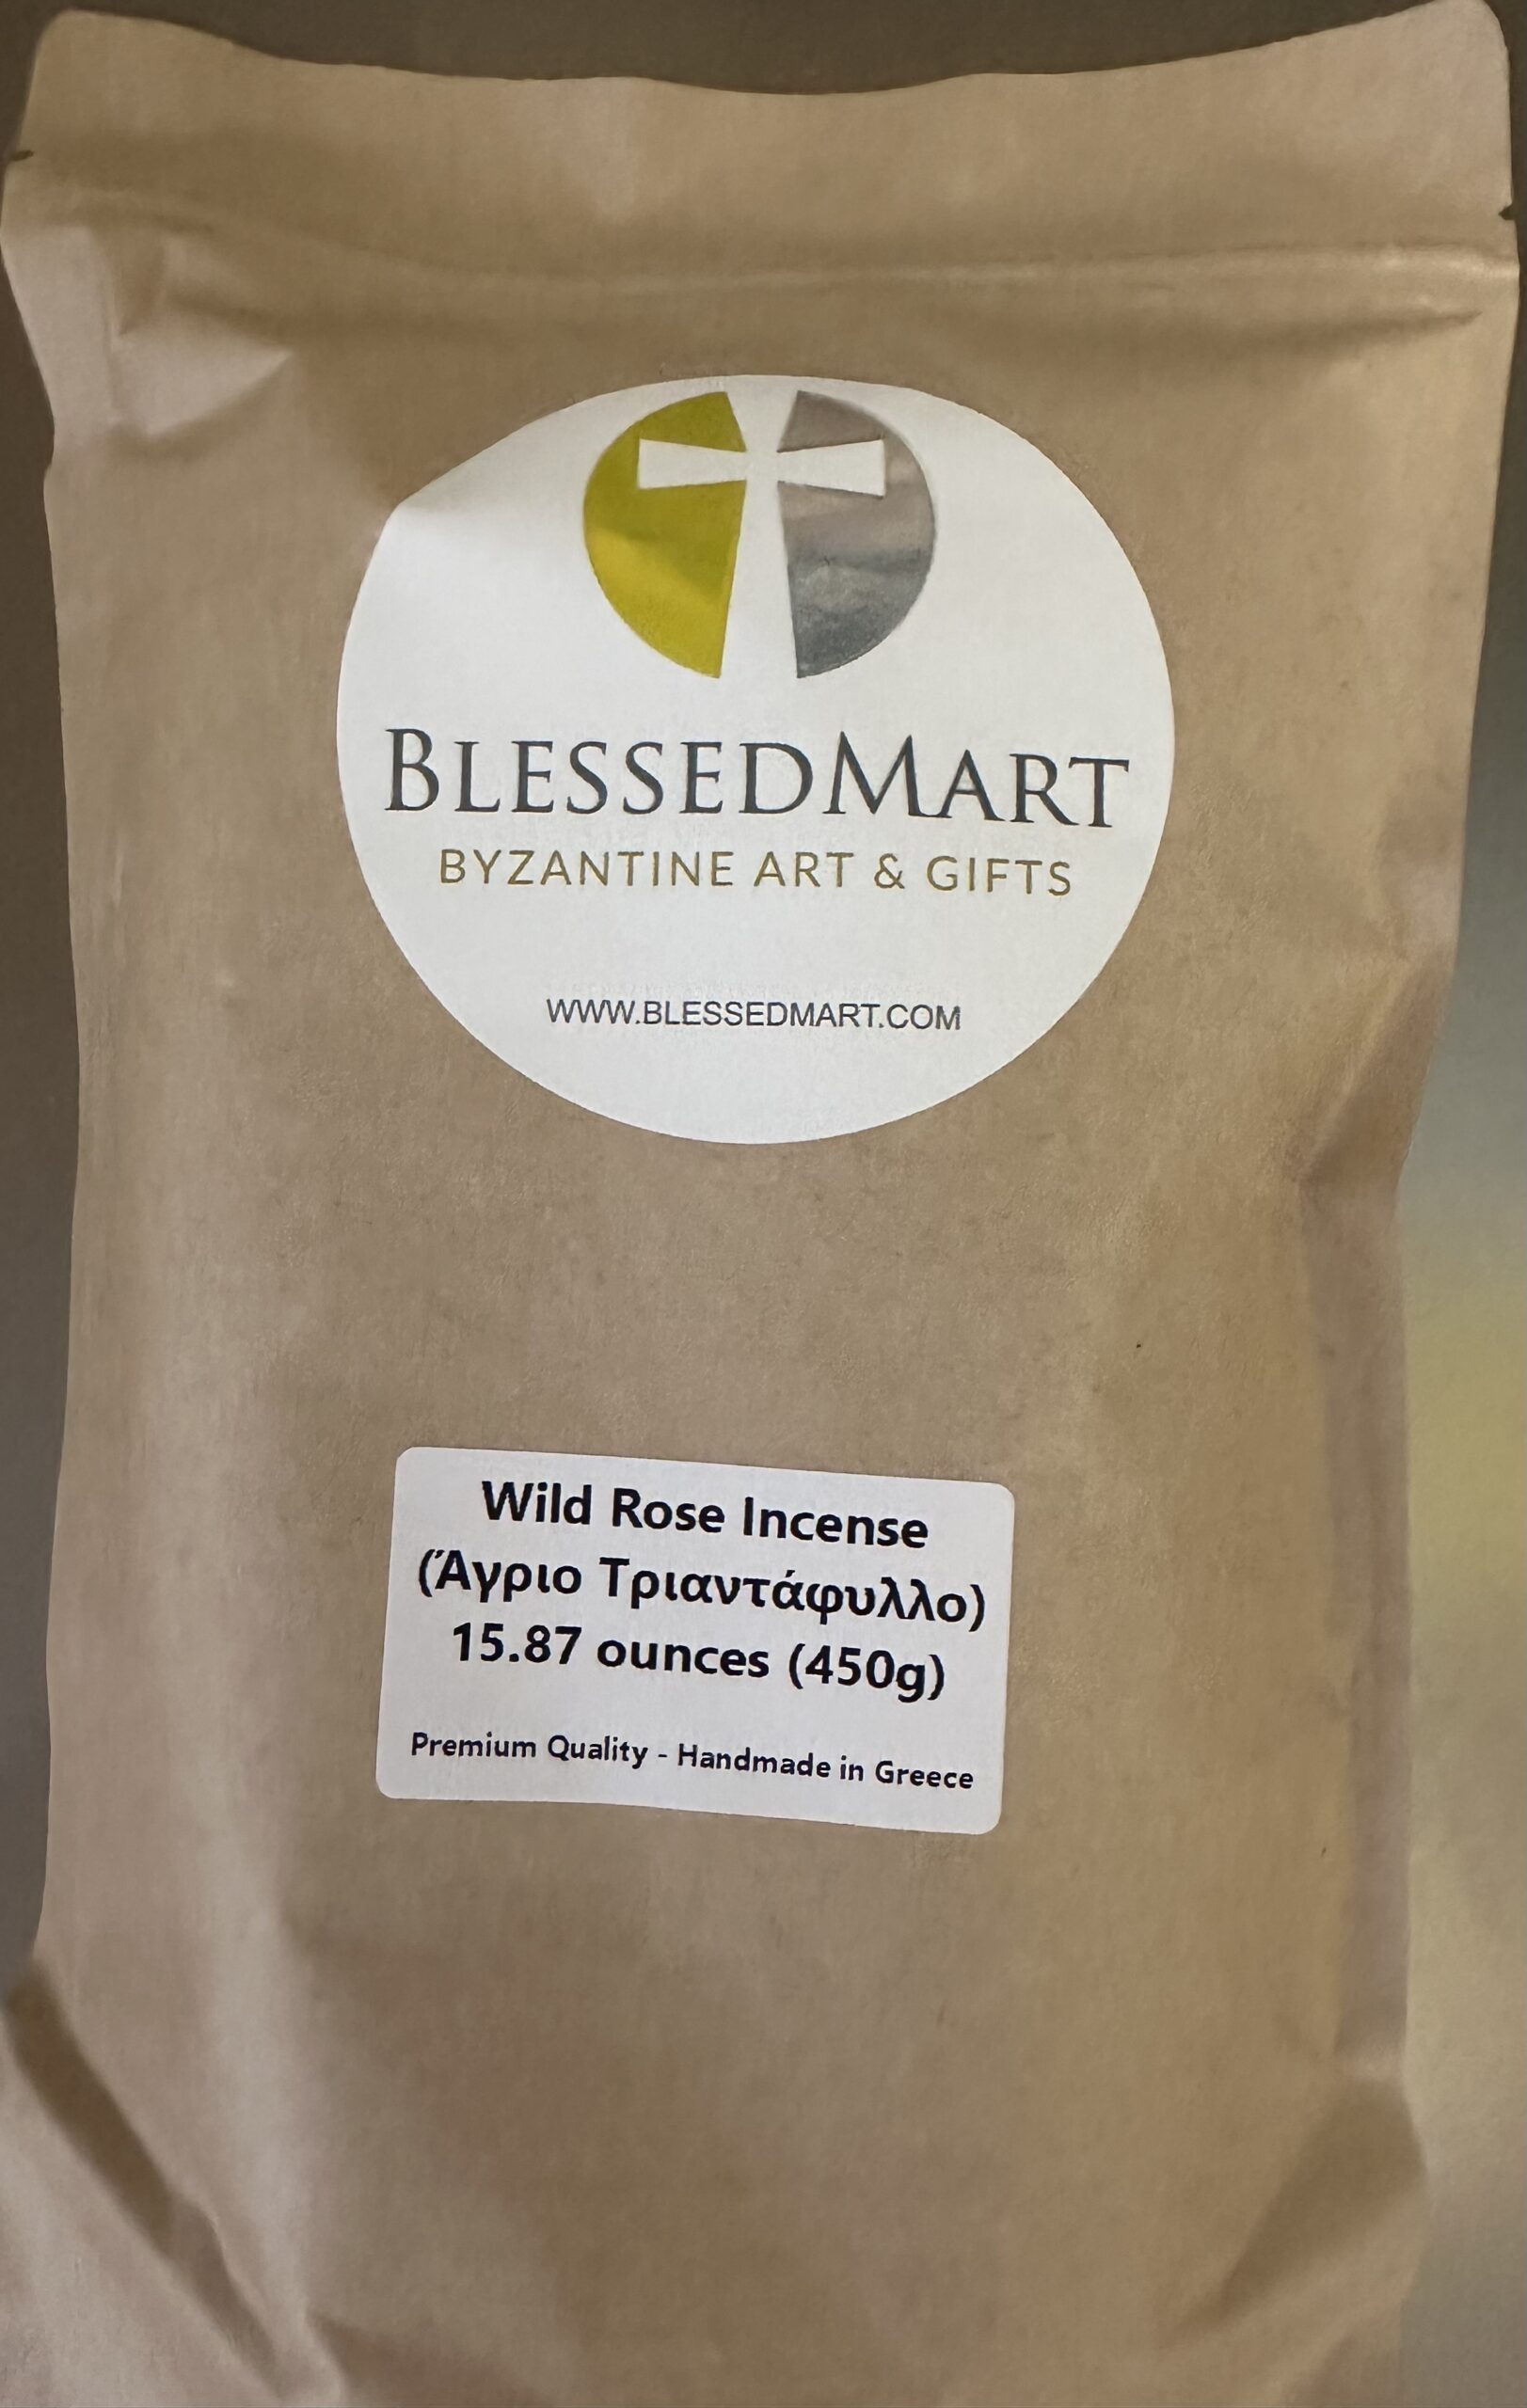 BLESSEDMART
BYZANTINE ART & GIFTS
WWW.BLESSEDMART.COM
Wild Rose Incense
(Άγριο Τριαντάφυλλο)
15.87 ounces (450g)
Premium Quality - Handmade in Greece